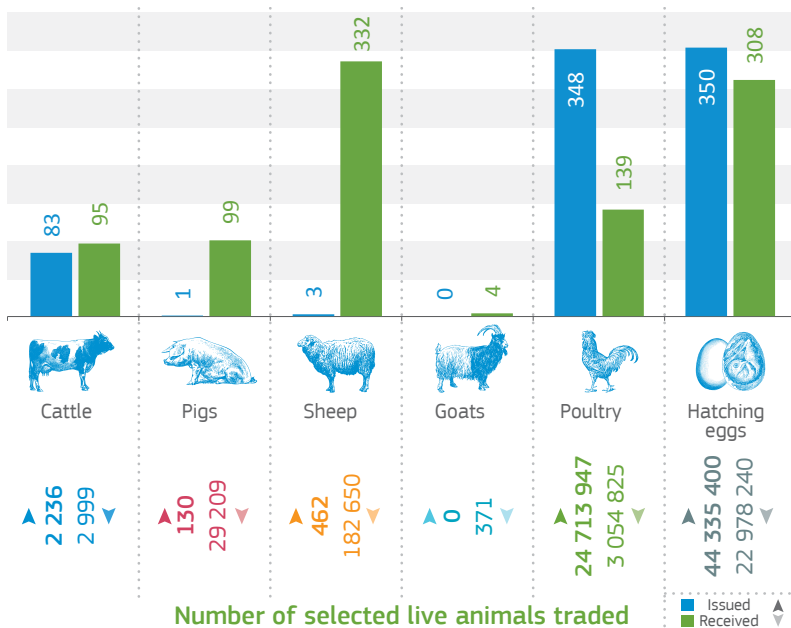 83
95
1
99
3
332
0
4
348
139
350
308
Cattle
Pigs
Sheep
Goats
Poultry
Hatching
eggs
2 236
2 999
130
29 209
462
182 650
0
371
24 713 947
3 054 825
44 335 400
22 978 240
Number of selected live animals traded
Issued
Received